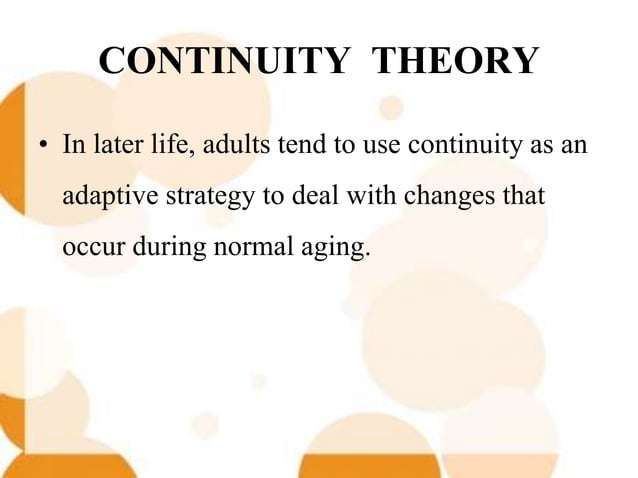 CONTINUITY THEORY
• In later life, adults tend to use continuity as an
adaptive strategy to deal with changes that
occur during normal aging.